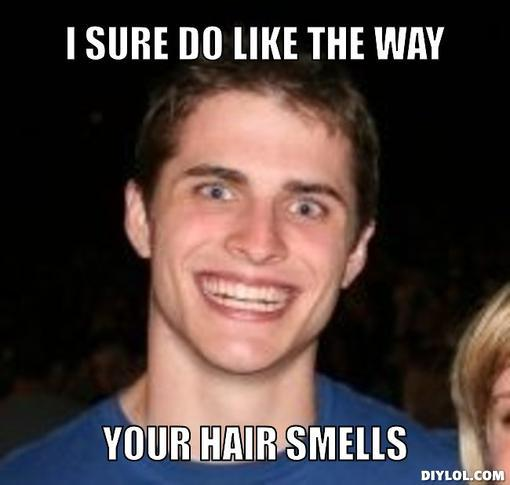 I SURE DO LIKE THE WAY
YOUR HAIR SMELLS
DIYLOL.COM